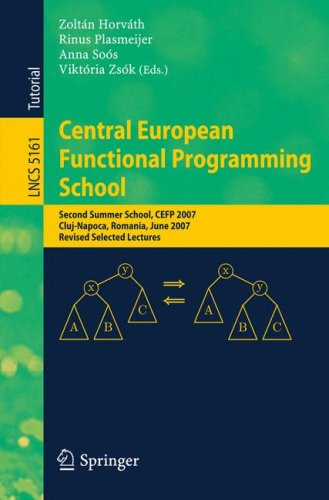 Zoltán Horváth
Rinus Plasmeijer
Anna Soós
Viktória Zsók (Eds.)
Tutorial
LNCS 5161
Central European
Functional Programming
School
Second Summer School, CEFP 2007
Cluj-Napoca, Romania, June 2007
Revised Selected Lectures
y
x
A
B
C
⇒
⇐
x
y
A
B
C
Springer